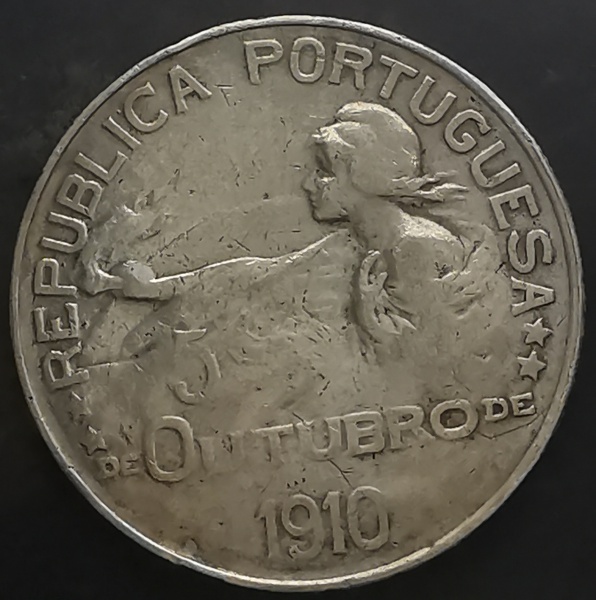 REPUBLICA PORTUGUESA
5
DE OUTUBRO DE
1910